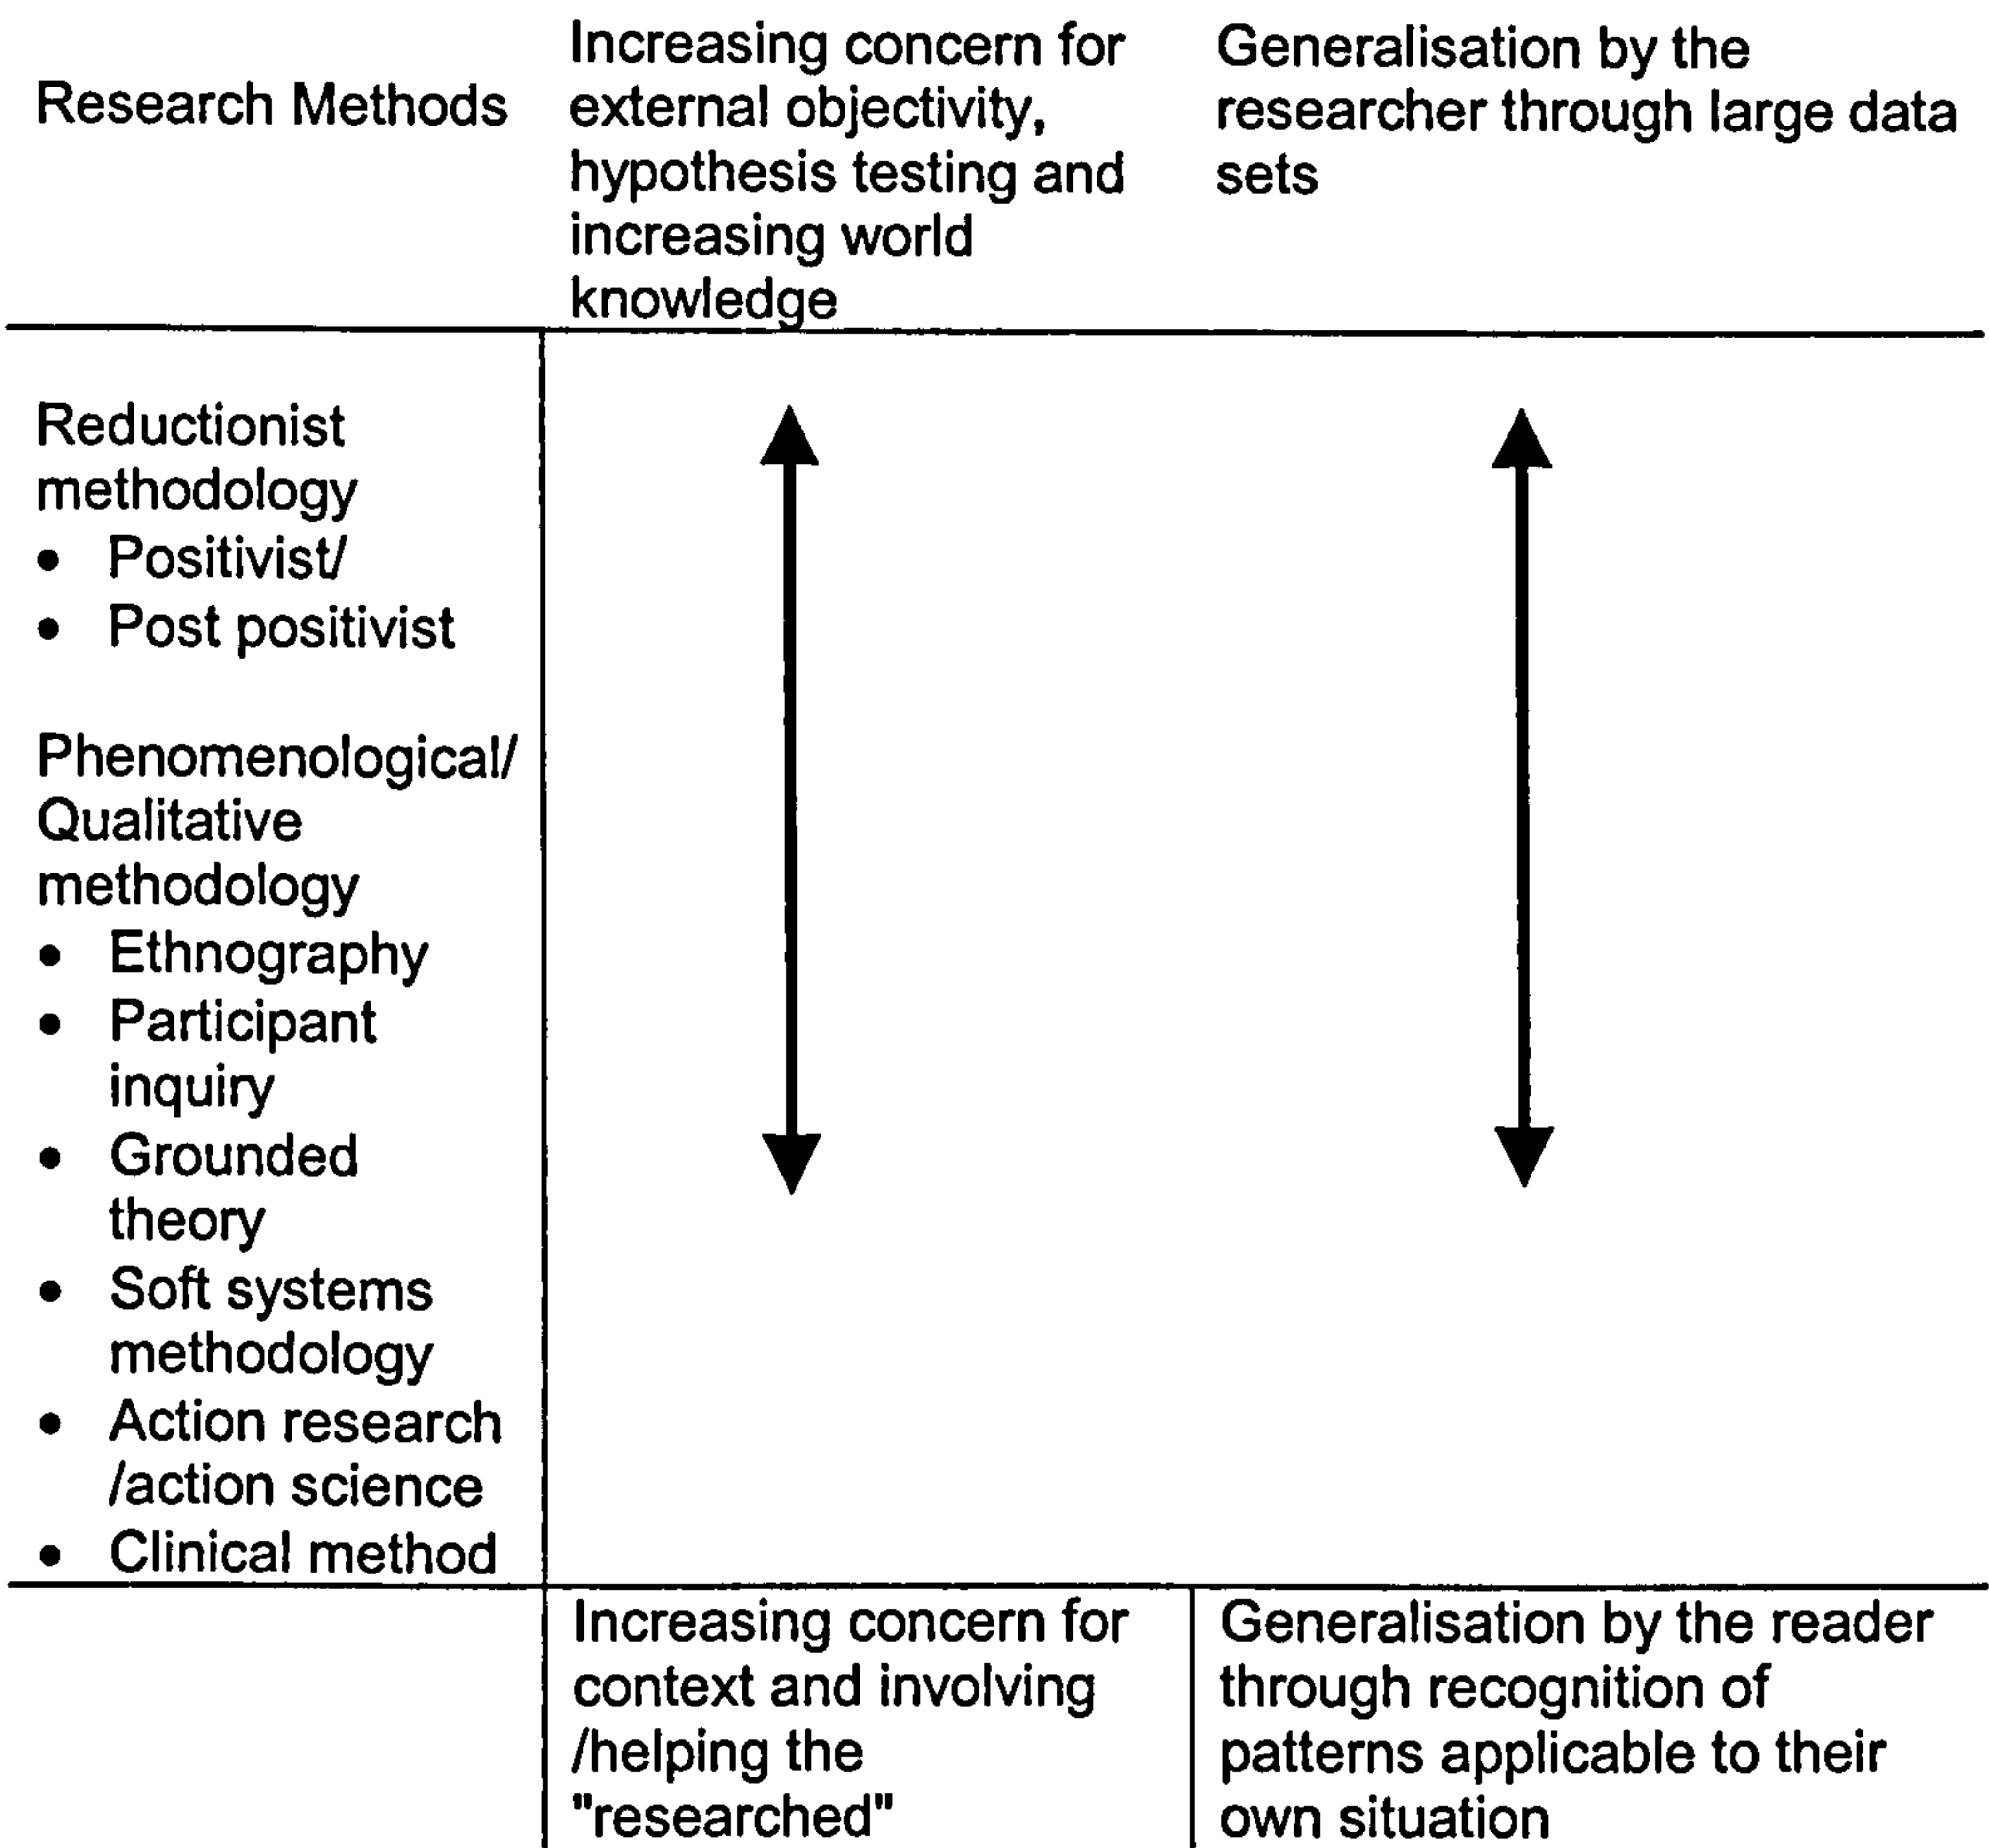 Research Methods
Increasing concern for
external objectivity,
hypothesis testing and
increasing world
knowledge
Generalisation by the
researcher through large data
sets
Reductionist
methodology
• Positivist/
• Post positivist
Phenomenological/
Qualitative
methodology
• Ethnography
• Participant
inquiry
• Grounded
theory
• Soft systems
methodology
• Action research
/action science
• Clinical method
Increasing concern for
context and involving
/helping the
"researched"
Generalisation by the reader
through recognition of
patterns applicable to their
own situation